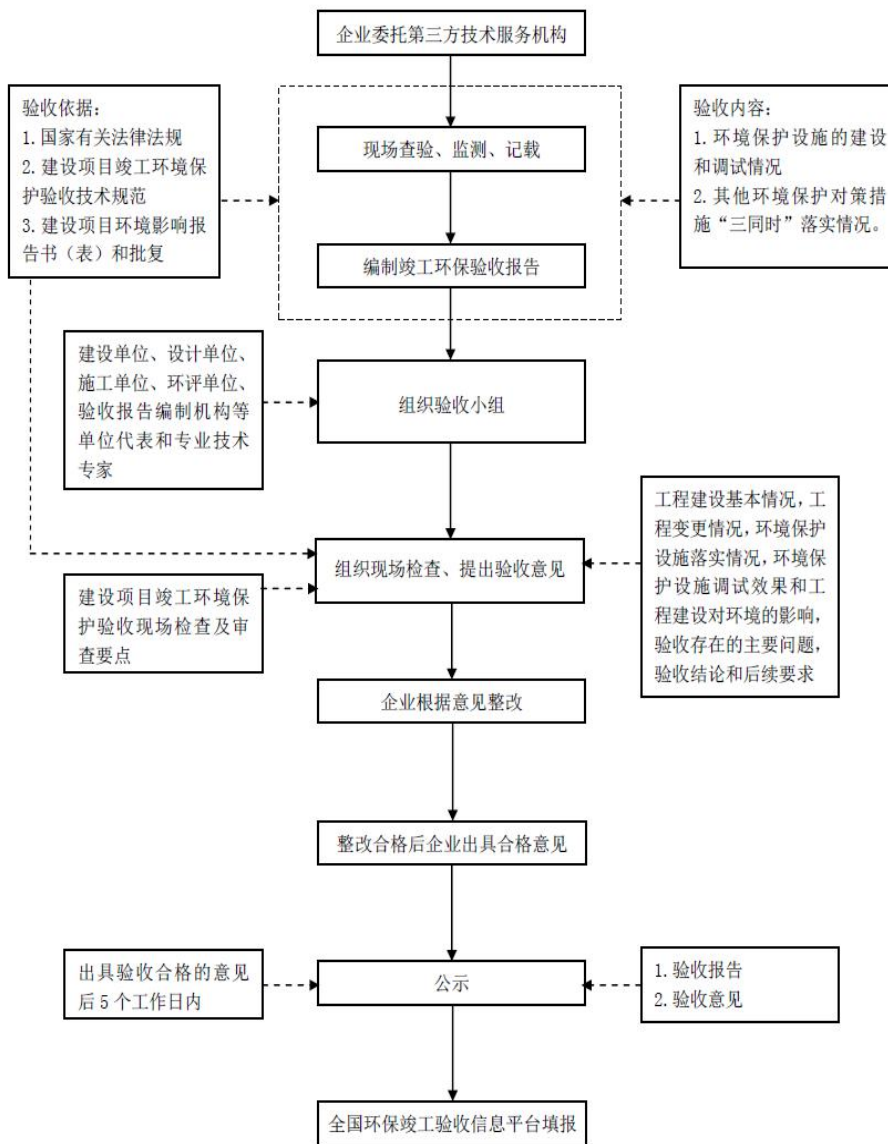 企业委托第三方技术服务机构
验收依据：
1.国家有关法律法规
2.建设项目竣工环境保
护验收技术规范
3.建设项目环境影响报
告书（表）和批复
现场查验、监测、记载
编制竣工环保验收报告
验收内容：
1.环境保护设施的建设
和调试情况
2.其他环境保护对策措
施“三同时”落实情况。
建设单位、设计单位、
施工单位、环评单位、
验收报告编制机构等
单位代表和专业技术
专家
组织验收小组
组织现场检查、提出验收意见
建设项目竣工环境保
护验收现场检查及审
查要点
工程建设基本情况，工
程变更情况，环境保护
设施落实情况，环境保
护设施调试效果和工
程建设对环境的影响，
验收存在的主要问题，
验收结论和后续要求
企业根据意见整改
整改合格后企业出具合格意见
出具验收合格的意见
后5个工作日内
公示
1.验收报告
2.验收意见
全国环保竣工验收信息平台填报